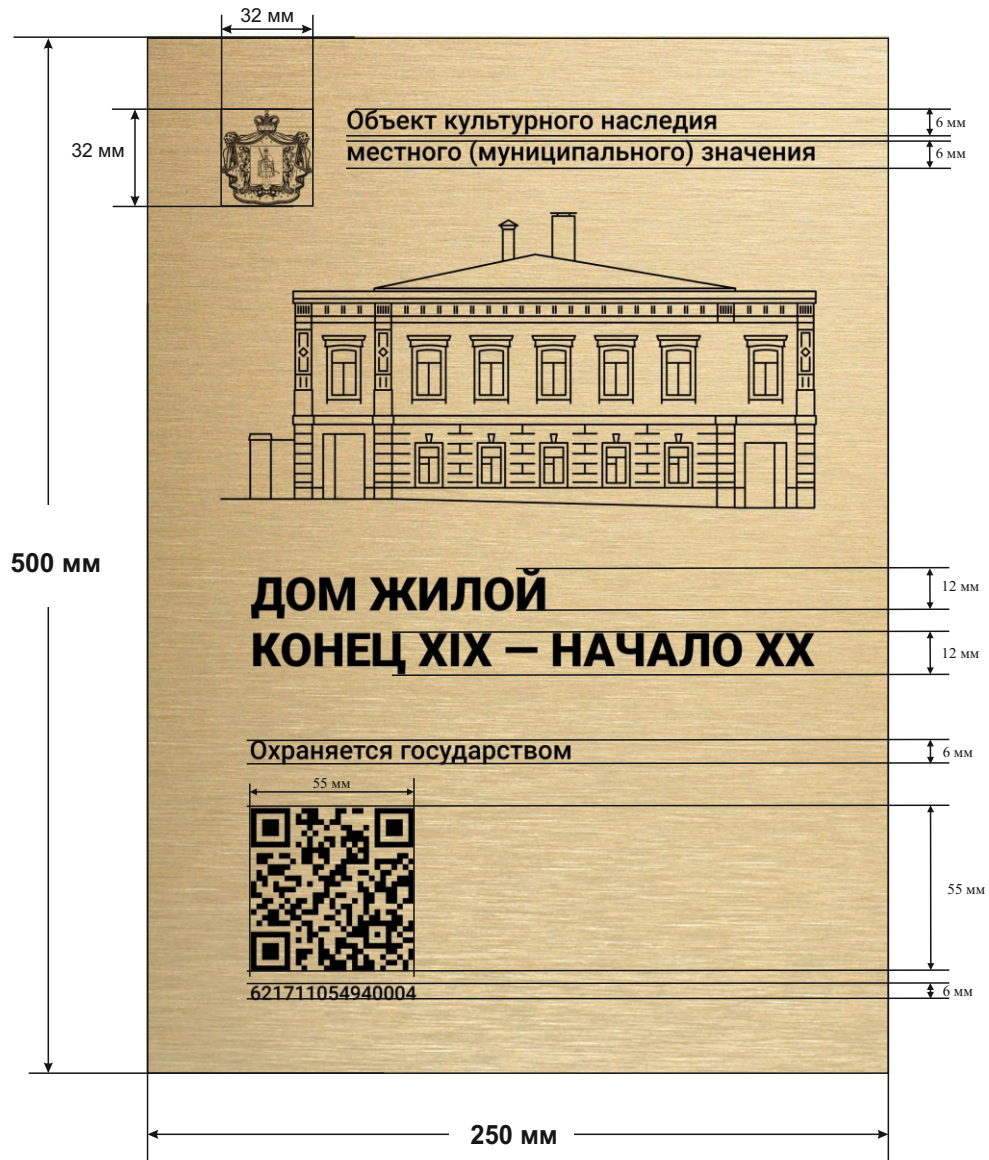 32 мм
32 мм
Объект культурного наследия
6 мм
местного (муниципального) значения
6 мм
500 мм
ДОМ ЖИЛОЙ
12 мм
КОНЕЦ XIX — НАЧАЛО XX
12 мм
Охраняется государством
6 мм
55 мм
55 мм
621711054940004
6 мм
250 мм